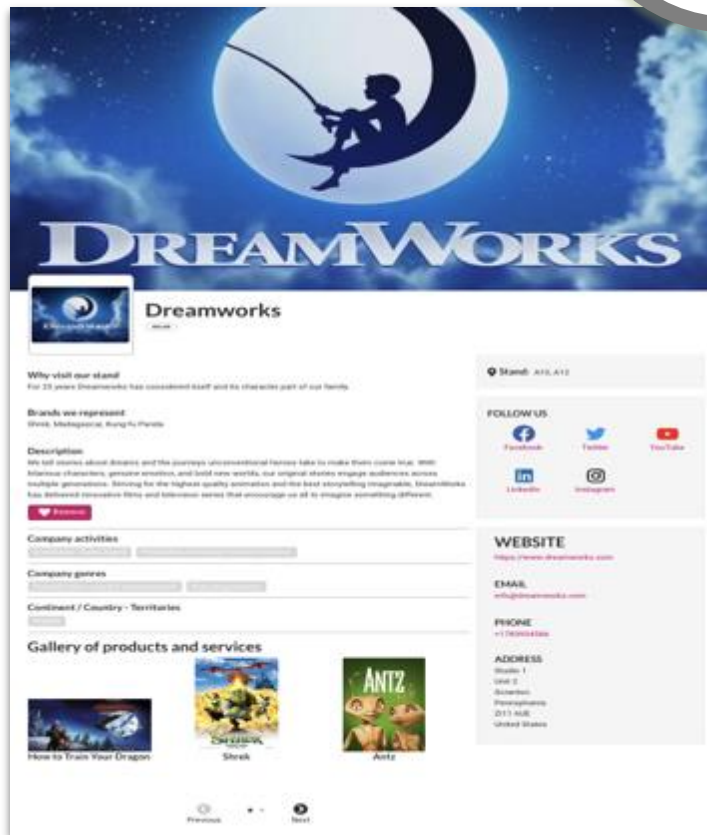 DREAMWORKS
Dreamworks
Why visit our stand
For 25 years Dreamworks has considered itself and its character part of our family.
Brands we represent
Shrek, Madagascar, Kung Fu Panda
Description
We tell stories about dreams and the journeys unconventional heroes take to make them come true. With
hilarious characters, genuine emotion, and bold new worlds, our original stories engage audiences across
multiple generations. Striving for the highest quality animation and the best storytelling imaginable, DreamWorks
has delivered innovative films and television series that encourage us all to imagine something different.
Remove
Company activities
Company genres
Continent / Country - Territories
Gallery of products and services
How to Train Your Dragon
Shrek
ANTZ
Antz
Previous
Next
Stand: A10, A12
FOLLOW US
Facebook
Twitter
YouTube
LinkedIn
Instagram
WEBSITE
https://www.dreamworks.com
EMAIL
info@dreamworks.com
PHONE
ADDRESS
Studio 1
Unit 2
Scranton
Pennsylvania
United States